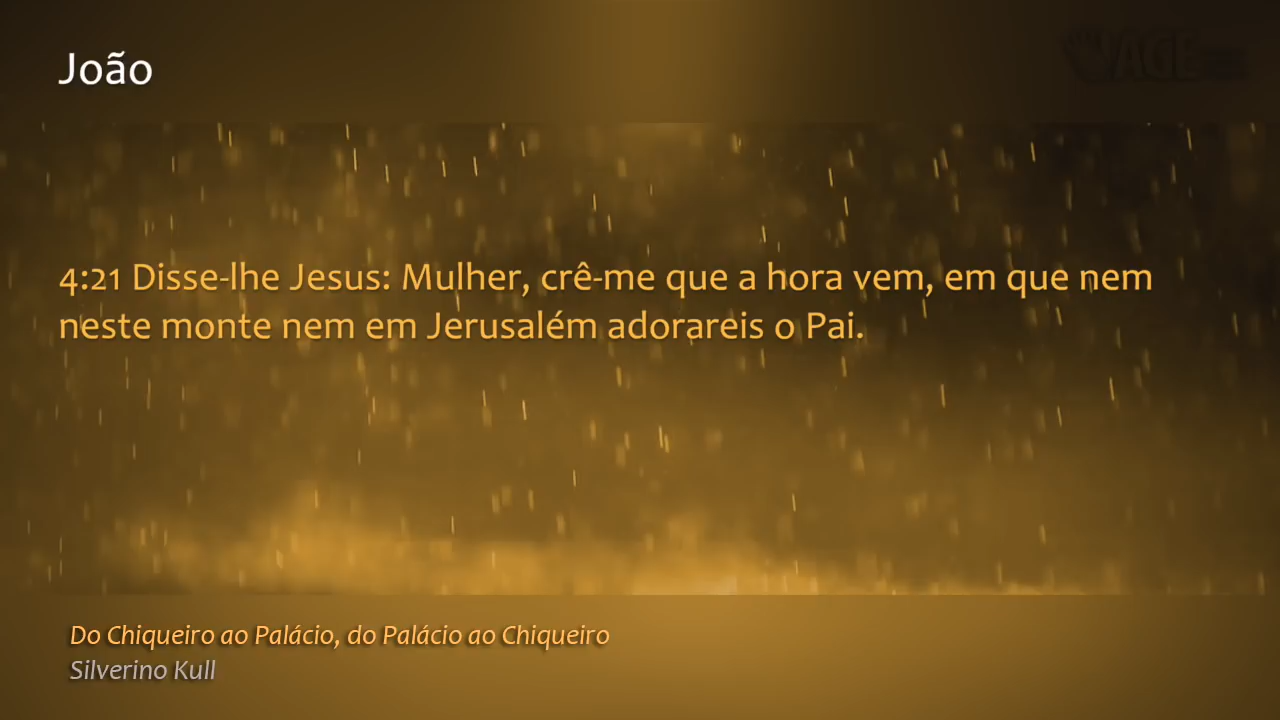 João
AGE
4:21 Disse-lhe Jesus: Mulher, crê-me que a hora vem, em que nem
neste monte nem em Jerusalém adorareis o Pai.
Do Chiqueiro ao Palácio, do Palácio ao Chiqueiro
Silverino Kull